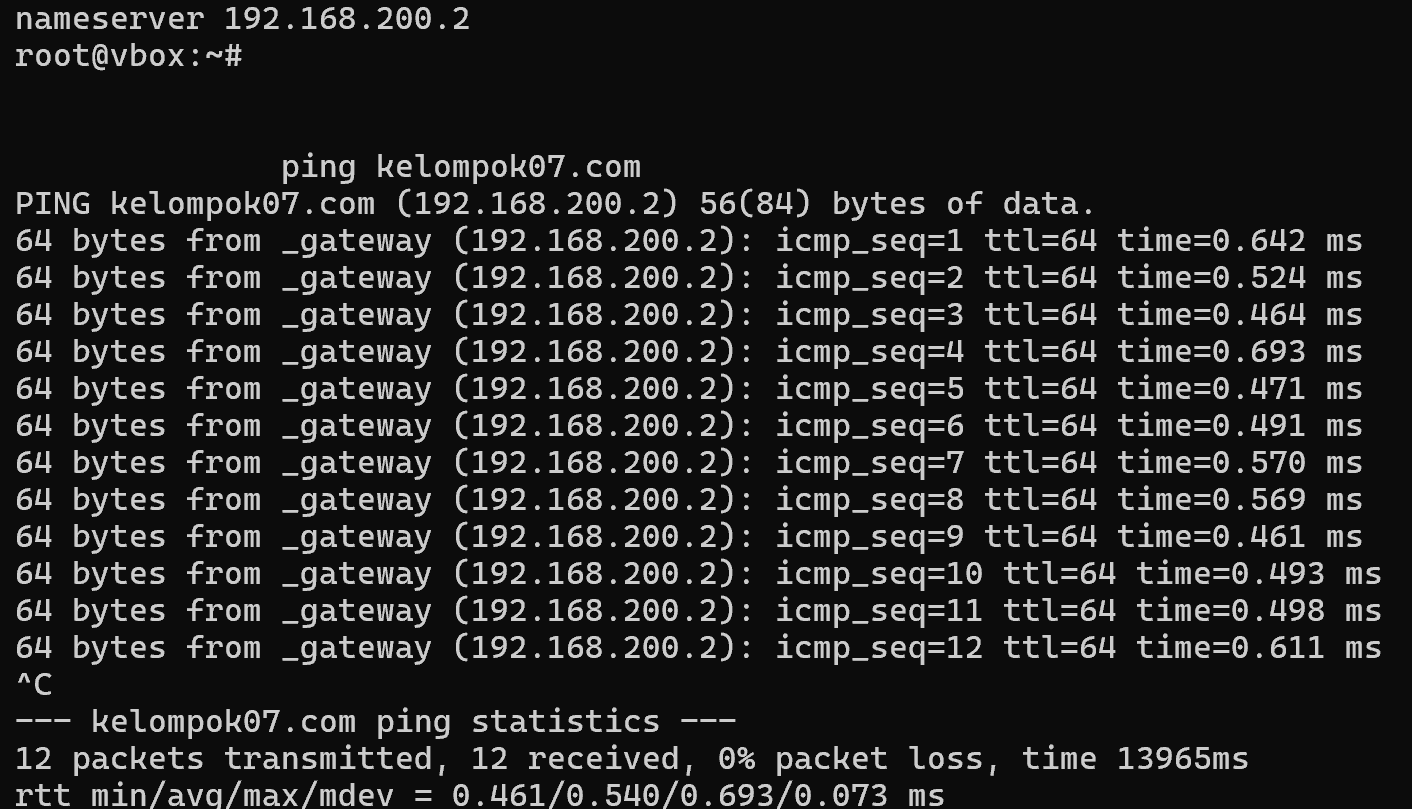 nameserver 192.168.200.2
root@vbox:~#
ping kelompok07.com
PING kelompok07.com (192.168.200.2) 56(84) bytes of data.
64 bytes from _gateway (192.168.200.2): icmp_seq=1 ttl=64 time=0.642 ms
64 bytes from _gateway (192.168.200.2): icmp_seq=2 ttl=64 time=0.524 ms
64 bytes from _gateway (192.168.200.2): icmp_seq=3 ttl=64 time=0.464 ms
64 bytes from _gateway (192.168.200.2): icmp_seq=4 ttl=64 time=0.693 ms
64 bytes from _gateway (192.168.200.2): icmp_seq=5 ttl=64 time=0.471 ms
64 bytes from _gateway (192.168.200.2): icmp_seq=6 ttl=64 time=0.491 ms
64 bytes from _gateway (192.168.200.2): icmp_seq=7 ttl=64 time=0.570 ms
64 bytes from _gateway (192.168.200.2): icmp_seq=8 ttl=64 time=0.569 ms
64 bytes from _gateway (192.168.200.2): icmp_seq=9 ttl=64 time=0.461 ms
64 bytes from _gateway (192.168.200.2): icmp_seq=10 ttl=64 time=0.493 ms
64 bytes from _gateway (192.168.200.2): icmp_seq=11 ttl=64 time=0.498 ms
64 bytes from _gateway (192.168.200.2): icmp_seq=12 ttl=64 time=0.611 ms
^C
--- kelompok07.com ping statistics ---
12 packets transmitted, 12 received, 0% packet loss, time 13965ms
rtt min/avg/max/mdev = 0.461/0.540/0.693/0.073 ms